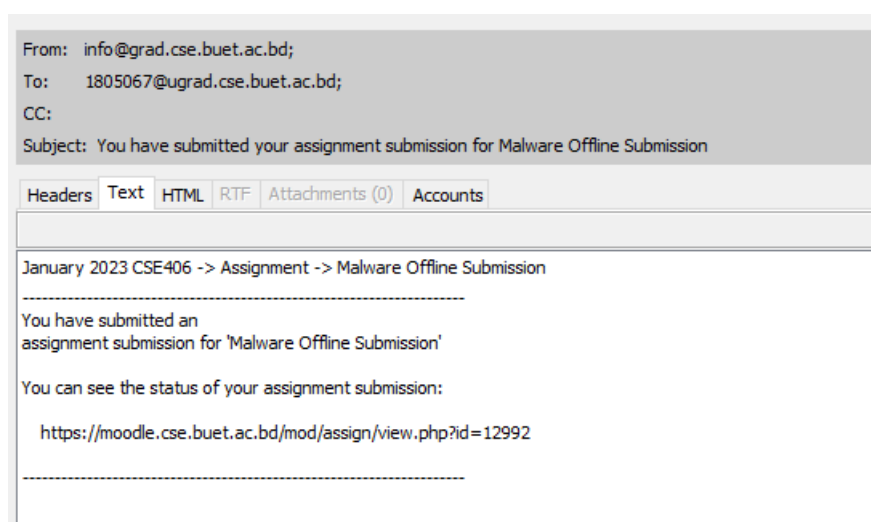 From: info@grad.cse.buet.ac.bd;
To: 1805067@ugrad.cse.buet.ac.bd;
CC:
Subject: You have submitted your assignment submission for Malware Offline Submission
Headers Text HTML RTF Attachments (0) Accounts
January 2023 CSE406 -> Assignment -> Malware Offline Submission
---------------------------------------------------------------------
You have submitted an
assignment submission for 'Malware Offline Submission'
You can see the status of your assignment submission:
https://moodle.cse.buet.ac.bd/mod/assign/view.php?id=12992
---------------------------------------------------------------------